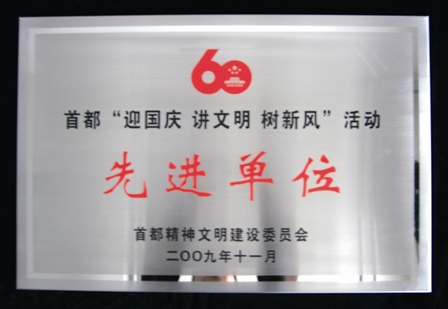 60
首都“迎国庆 讲文明 树新风”活动
先进单位
首都精神文明建设委员会
二〇〇九年十一月